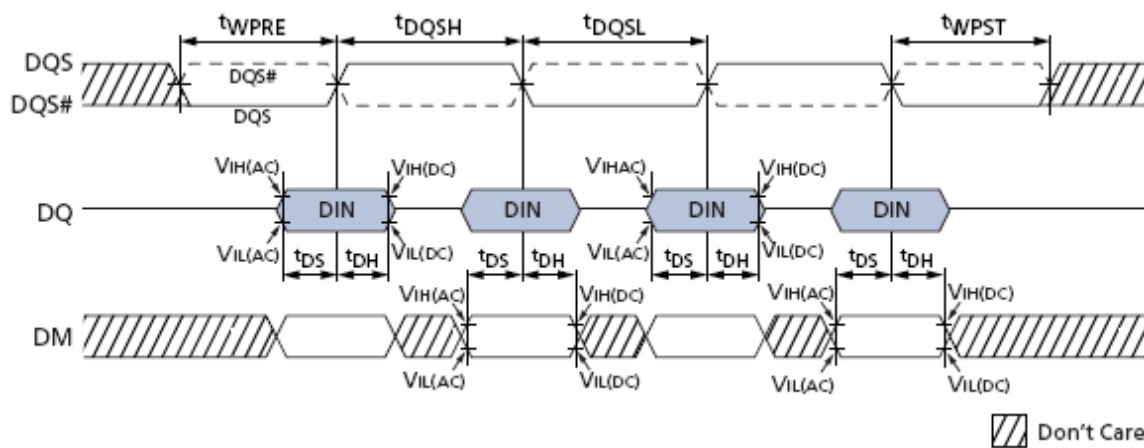 tWPRE tDQSH tDQSL tWPST
DQS
DQS#
DQS#
DQS
VIH(AC) VIH(DC) VIHAC) VIH(DC)
DQ DIN DIN DIN DIN
VIL(AC) VIL(DC) VIL(AC) VIL(DC)
tDS tDH tDS tDH tDS tDH tDS tDH
VIH(AC) VIH(DC) VIH(AC) VIH(DC)
DM
VIL(AC) VIL(DC) VIL(AC) VIL(DC)
Don't Care